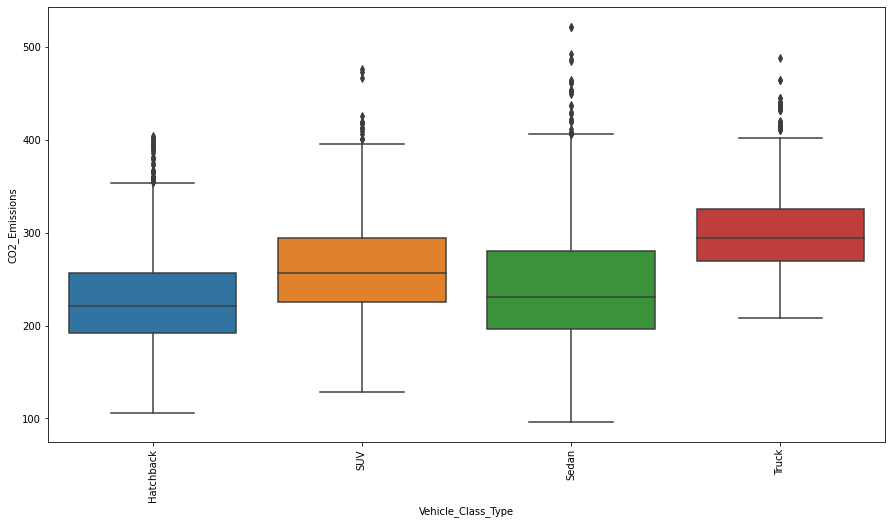 500
400
300
200
100
CO2_Emissions
Hatchback
SUV
Sedan
Truck
Vehicle_Class_Type